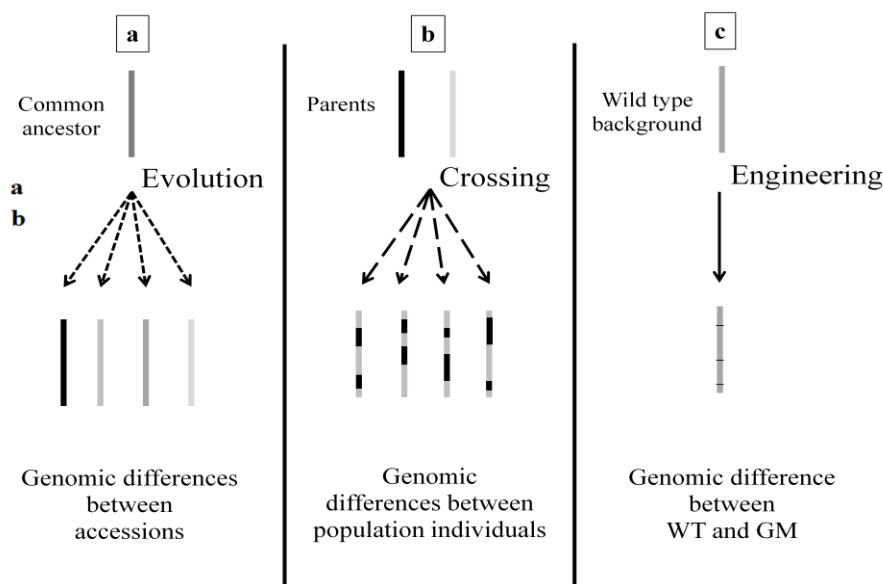 a
Common
ancestor
Evolution
a
b
Genomic differences
between
accessions
b
Parents
Crossing
Genomic
differences between
population individuals
c
Wild type
background
Engineering
Genomic difference
between
WT and GM